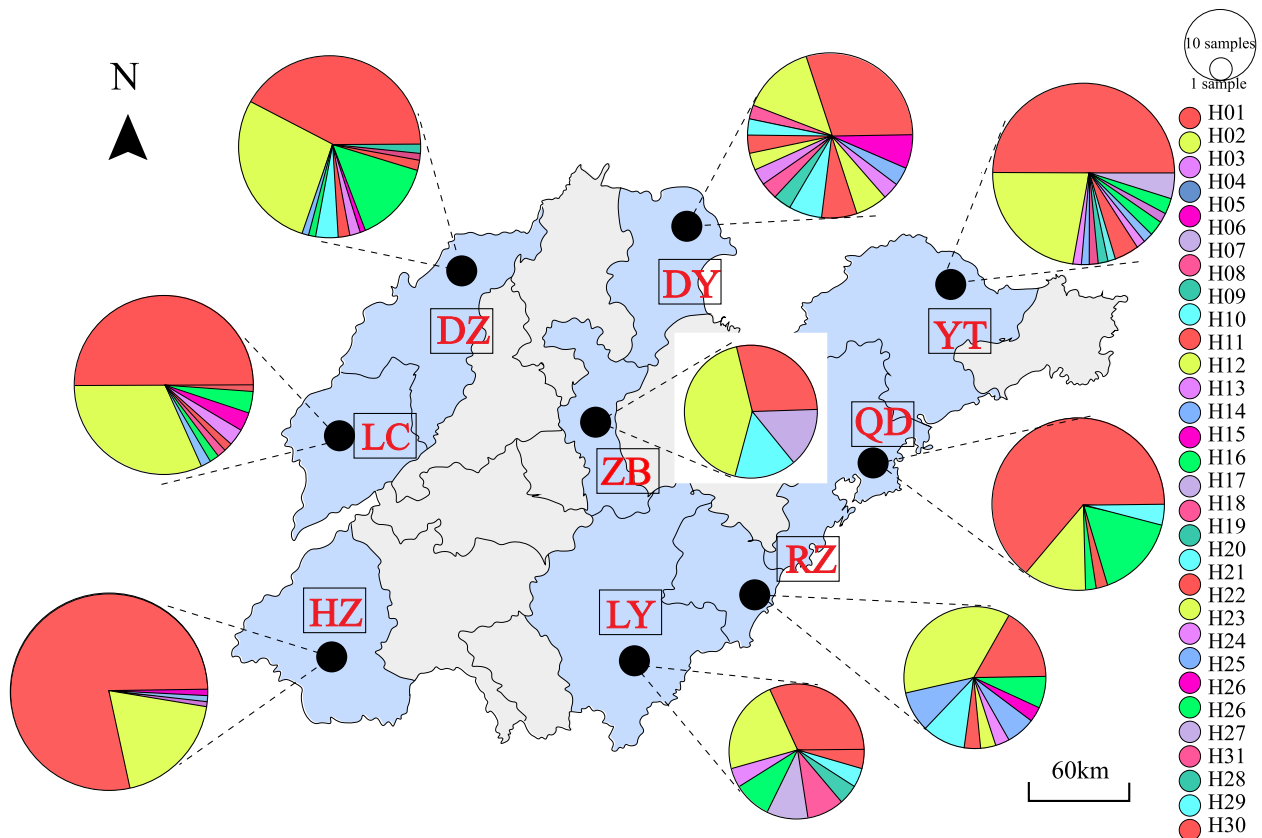 N
10 samples
1 sample
DZ
DY
YT
LC
ZB
QD
HZ
LY
RZ
60km
H01
H02
H03
H04
H05
H06
H07
H08
H09
H10
H11
H12
H13
H14
H15
H16
H17
H18
H19
H20
H21
H22
H23
H24
H25
H26
H26
H27
H31
H28
H29
H30